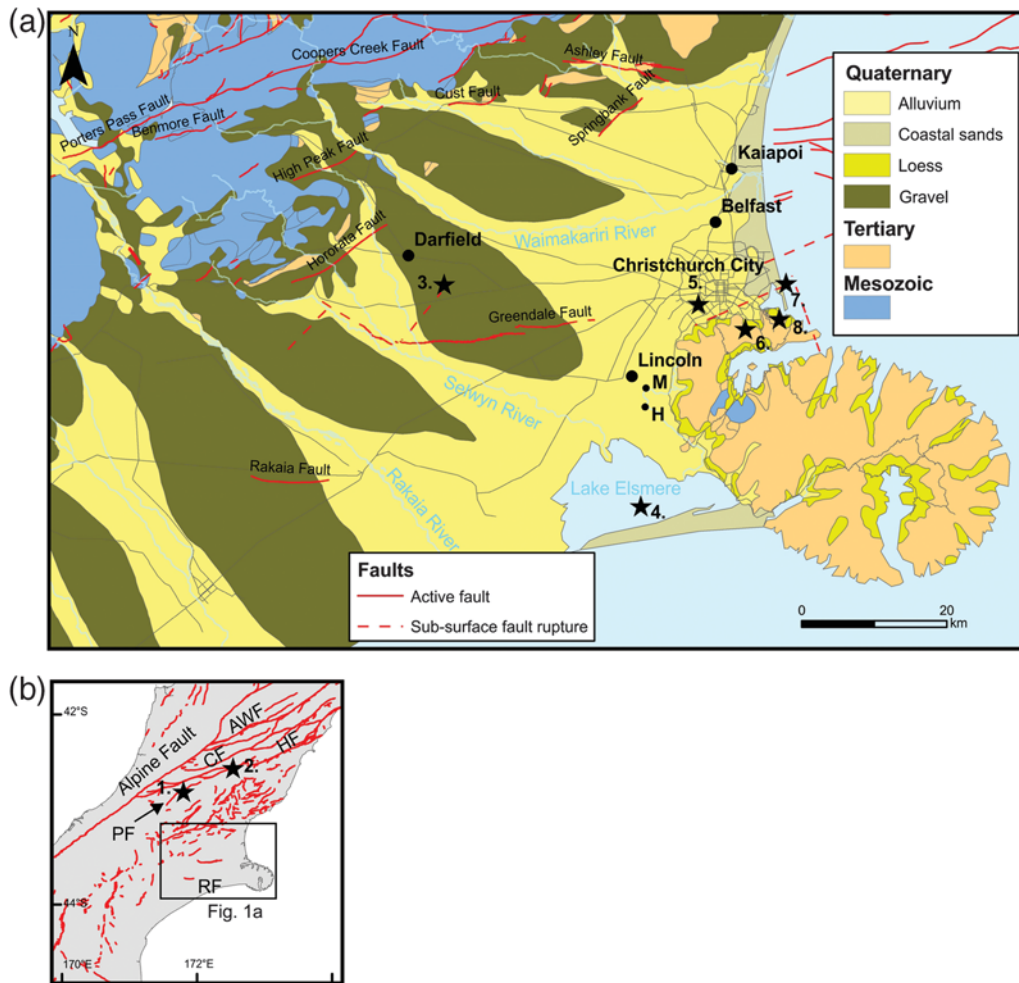 (a)
N
Coopers Creek Fault
Ashley Fault
Porters Pass Fault
Benmore Fault
Cust Fault
Springbank Fault
High Peak Fault
Kaiapoi
Belfast
Hororata Fault
Darfield
Waimakariri River
Christchurch City
3.
5.
7.
Greendale Fault
8.
6.
Lincoln
M
H
Selwyn River
Rakaia Fault
Rakaia River
Lake Elsmere
4.
Quaternary
Alluvium
Coastal sands
Loess
Gravel
Tertiary
Mesozoic
Faults
Active fault
Sub-surface fault rupture
0 20
km
(b)
42°S
Alpine Fault
AWF
CF
HF
1.
2.
PF
RF
44°S
Fig. 1a
170°E 172°E